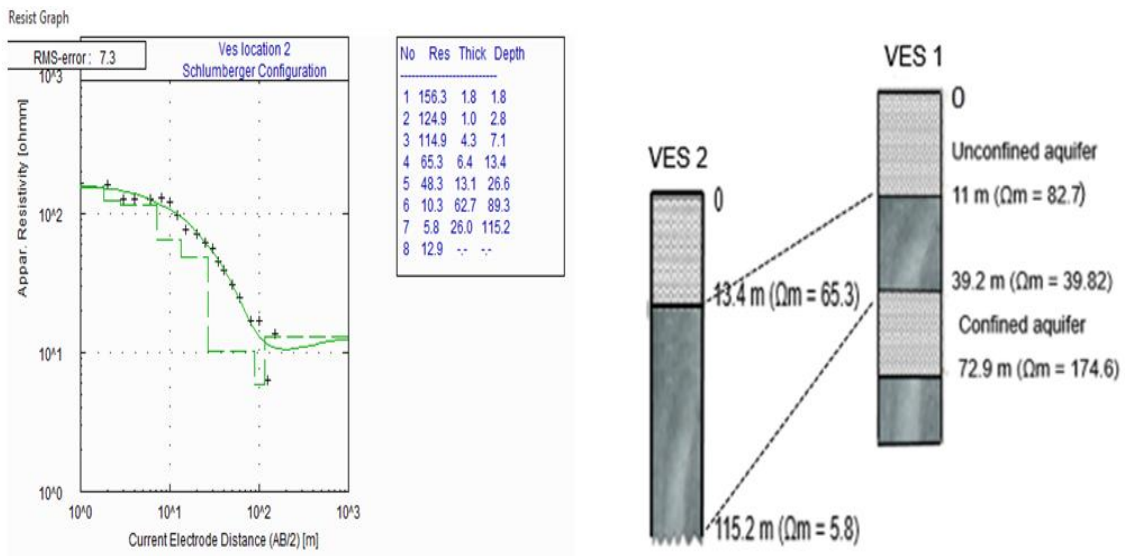 Resist Graph
RMS-error: 7.3
Ves location 2
Schlumberger Configuration
10^3
10^2
10^1
10^0
Appar. Resistivity [ohmm]
10^0 10^1 10^2 10^3
Current Electrode Distance (AB/2) [m]
No Res Thick Depth
------------------------
1 156.3 1.8 1.8
2 124.9 1.0 2.8
3 114.9 4.3 7.1
4 65.3 6.4 13.4
5 48.3 13.1 26.6
6 10.3 62.7 89.3
7 5.8 26.0 115.2
8 12.9 -.- -.-
VES 2
0
13.4 m (Ωm = 65.3)
115.2 m (Ωm = 5.8)
VES 1
0
Unconfined aquifer
11 m (Ωm = 82.7)
39.2 m (Ωm = 39.82)
Confined aquifer
72.9 m (Ωm = 174.6)